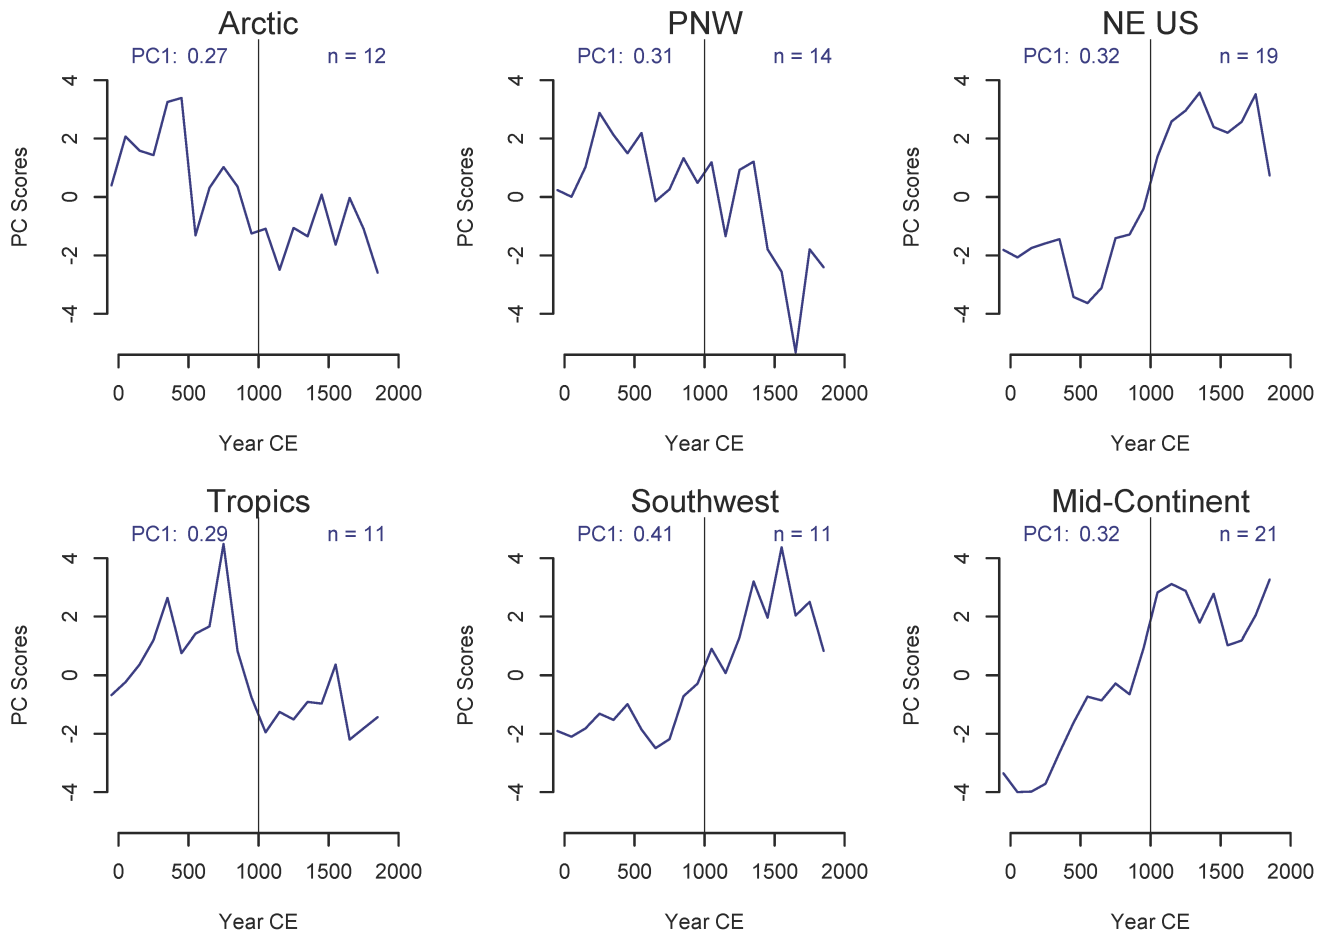 Arctic
PC1: 0.27 n = 12
PC Scores
4
2
0
-2
-4
0 500 1000 1500 2000
Year CE
PNW
PC1: 0.31 n = 14
PC Scores
4
2
0
-2
-4
0 500 1000 1500 2000
Year CE
NE US
PC1: 0.32 n = 19
PC Scores
4
2
0
-2
-4
0 500 1000 1500 2000
Year CE
Tropics
PC1: 0.29 n = 11
PC Scores
4
2
0
-2
-4
0 500 1000 1500 2000
Year CE
Southwest
PC1: 0.41 n = 11
PC Scores
4
2
0
-2
-4
0 500 1000 1500 2000
Year CE
Mid-Continent
PC1: 0.32 n = 21
PC Scores
4
2
0
-2
-4
0 500 1000 1500 2000
Year CE